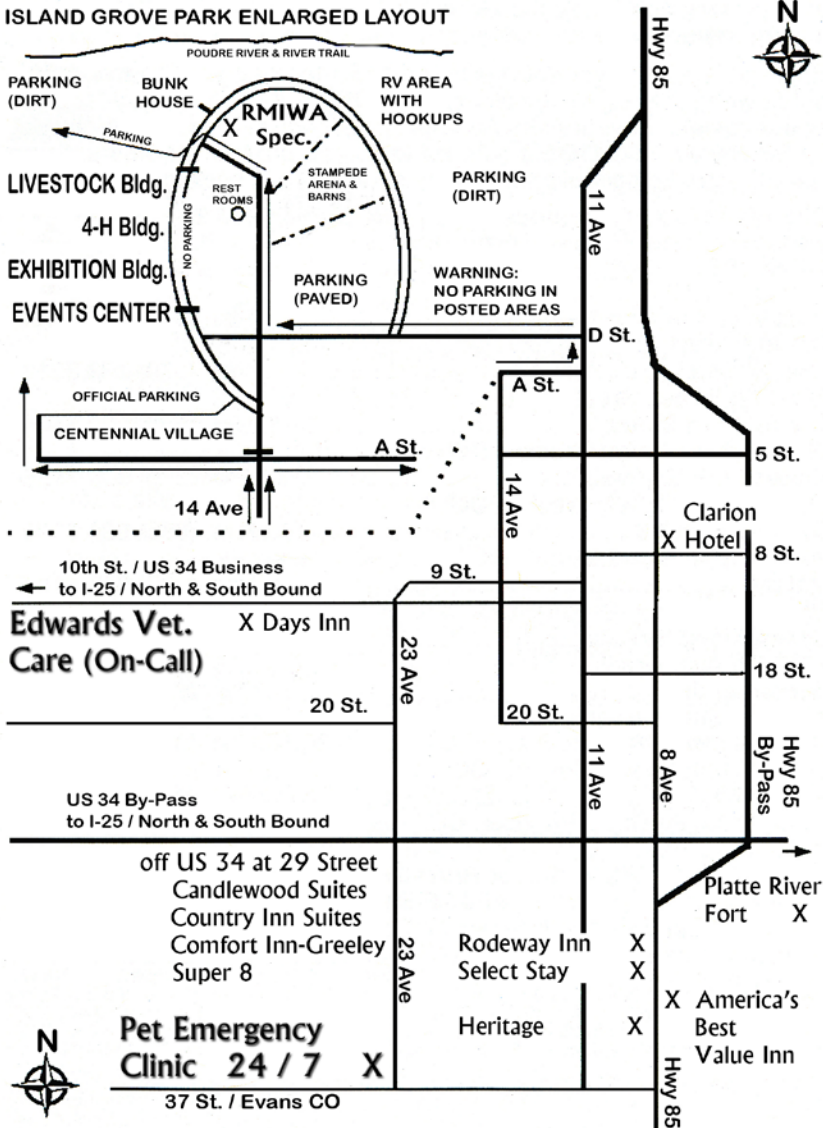 ISLAND GROVE PARK ENLARGED LAYOUT
N
Hwy 85
POUDRE RIVER & RIVER TRAIL
PARKING
(DIRT)
BUNK
HOUSE
RV AREA
WITH
HOOKUPS
X RMIWA
Spec.
PARKING
STAMPEDE
ARENA &
BARNS
PARKING
(DIRT)
LIVESTOCK Bldg.
REST
ROOMS
11 Ave
4-H Bldg.
NO PARKING
EXHIBITION Bldg.
PARKING
(PAVED)
WARNING:
NO PARKING IN
POSTED AREAS
EVENTS CENTER
D St.
A St.
OFFICIAL PARKING
CENTENNIAL VILLAGE
A St.
5 St.
14 Ave
14 Ave
Clarion
X Hotel
8 St.
10th St. / US 34 Business
to I-25 / North & South Bound
9 St.
Edwards Vet.
Care (On-Call)
X Days Inn
23 Ave
18 St.
20 St.
20 St.
11 Ave
8 Ave
Hwy 85
By-Pass
US 34 By-Pass
to I-25 / North & South Bound
off US 34 at 29 Street
Candlewood Suites
Country Inn Suites
Comfort Inn-Greeley
Super 8
23 Ave
Platte River
Fort X
Rodeway Inn X
Select Stay X
Heritage X
X America's
Best
Value Inn
N
Pet Emergency
Clinic 24 / 7 X
Hwy 85
37 St. / Evans CO